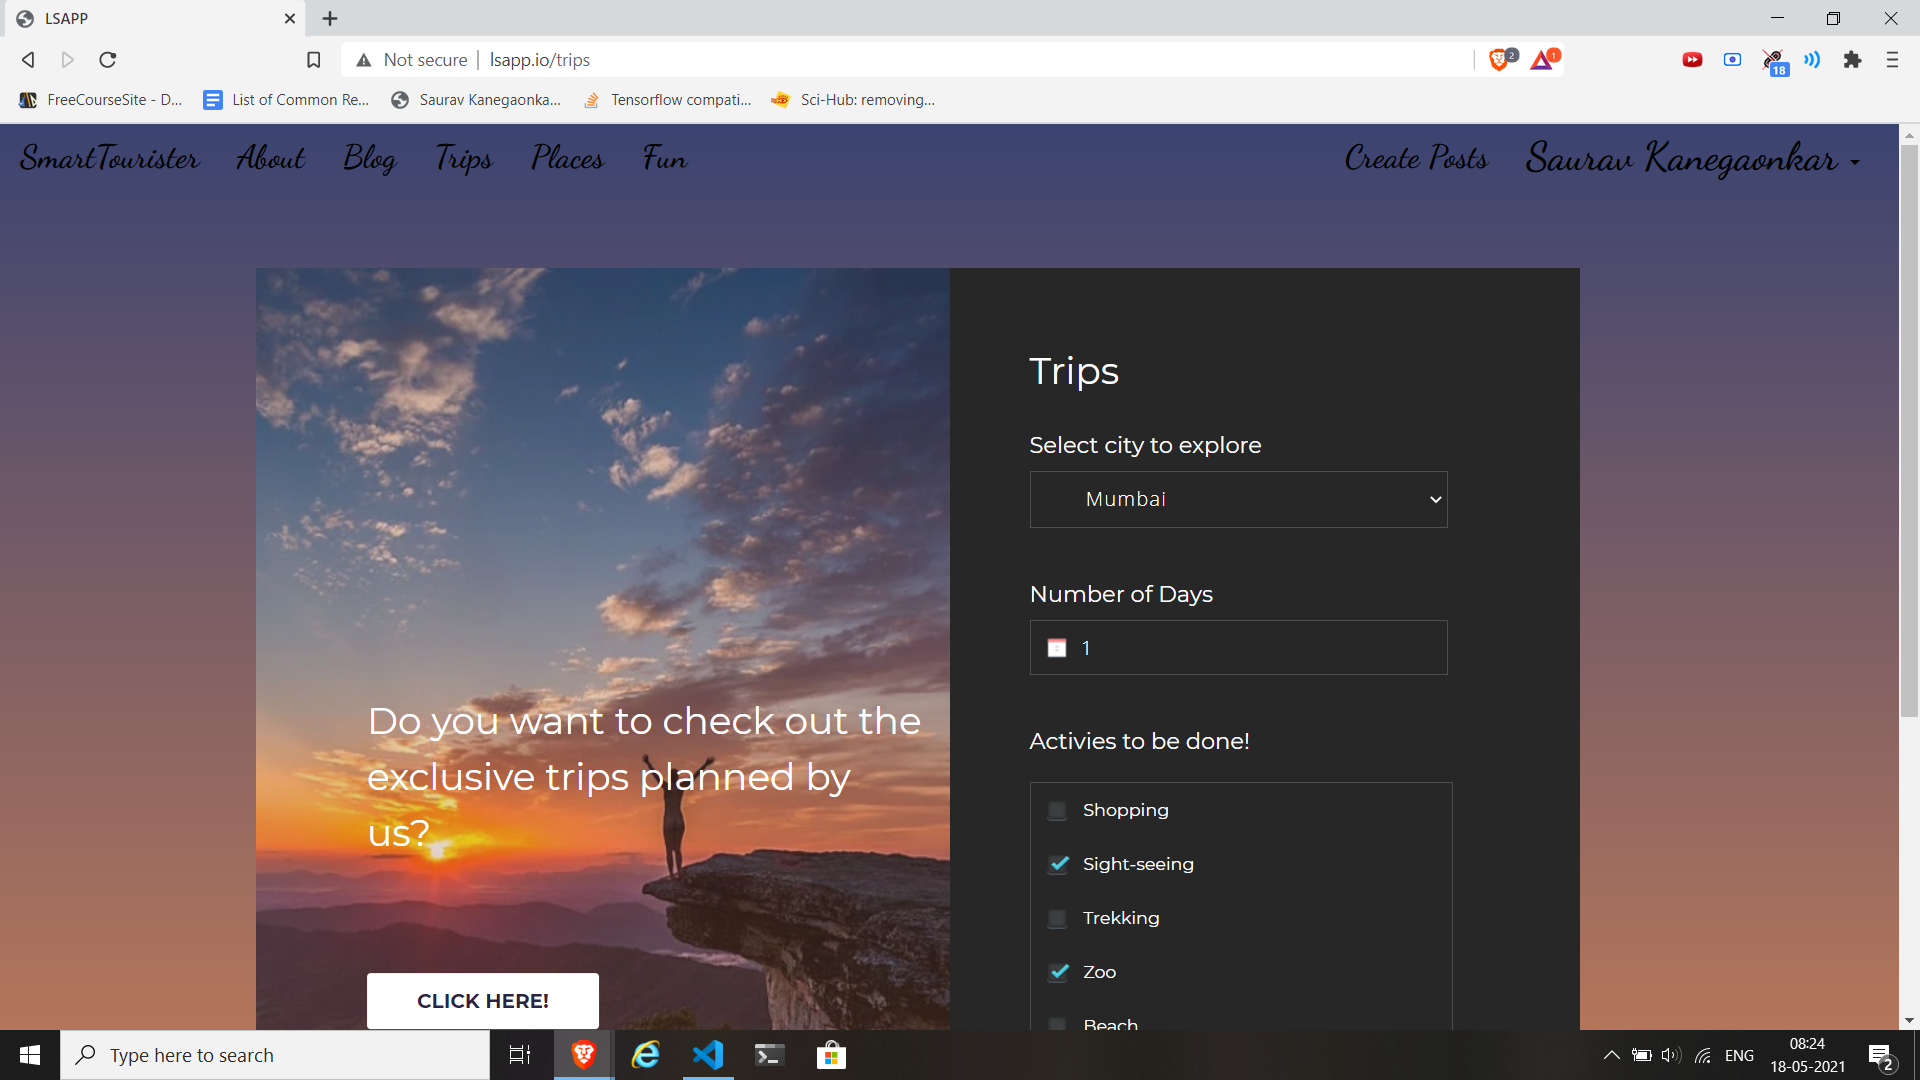 LSAPP
Not secure lsapp.io/trips
2
1
18
FreeCourseSite - D...
List of Common Re...
Saurav Kanegaonka...
Tensorflow compati...
Sci-Hub: removing...
SmartTourister About Blog Trips Places Fun Create Posts Saurav Kanegaonkar
Do you want to check out the
exclusive trips planned by
us?
CLICK HERE!
Trips
Select city to explore
Mumbai
Number of Days
1
Activies to be done!
Shopping
Sight-seeing
Trekking
Zoo
Beach
Type here to search
ENG
08:24
18-05-2021
2